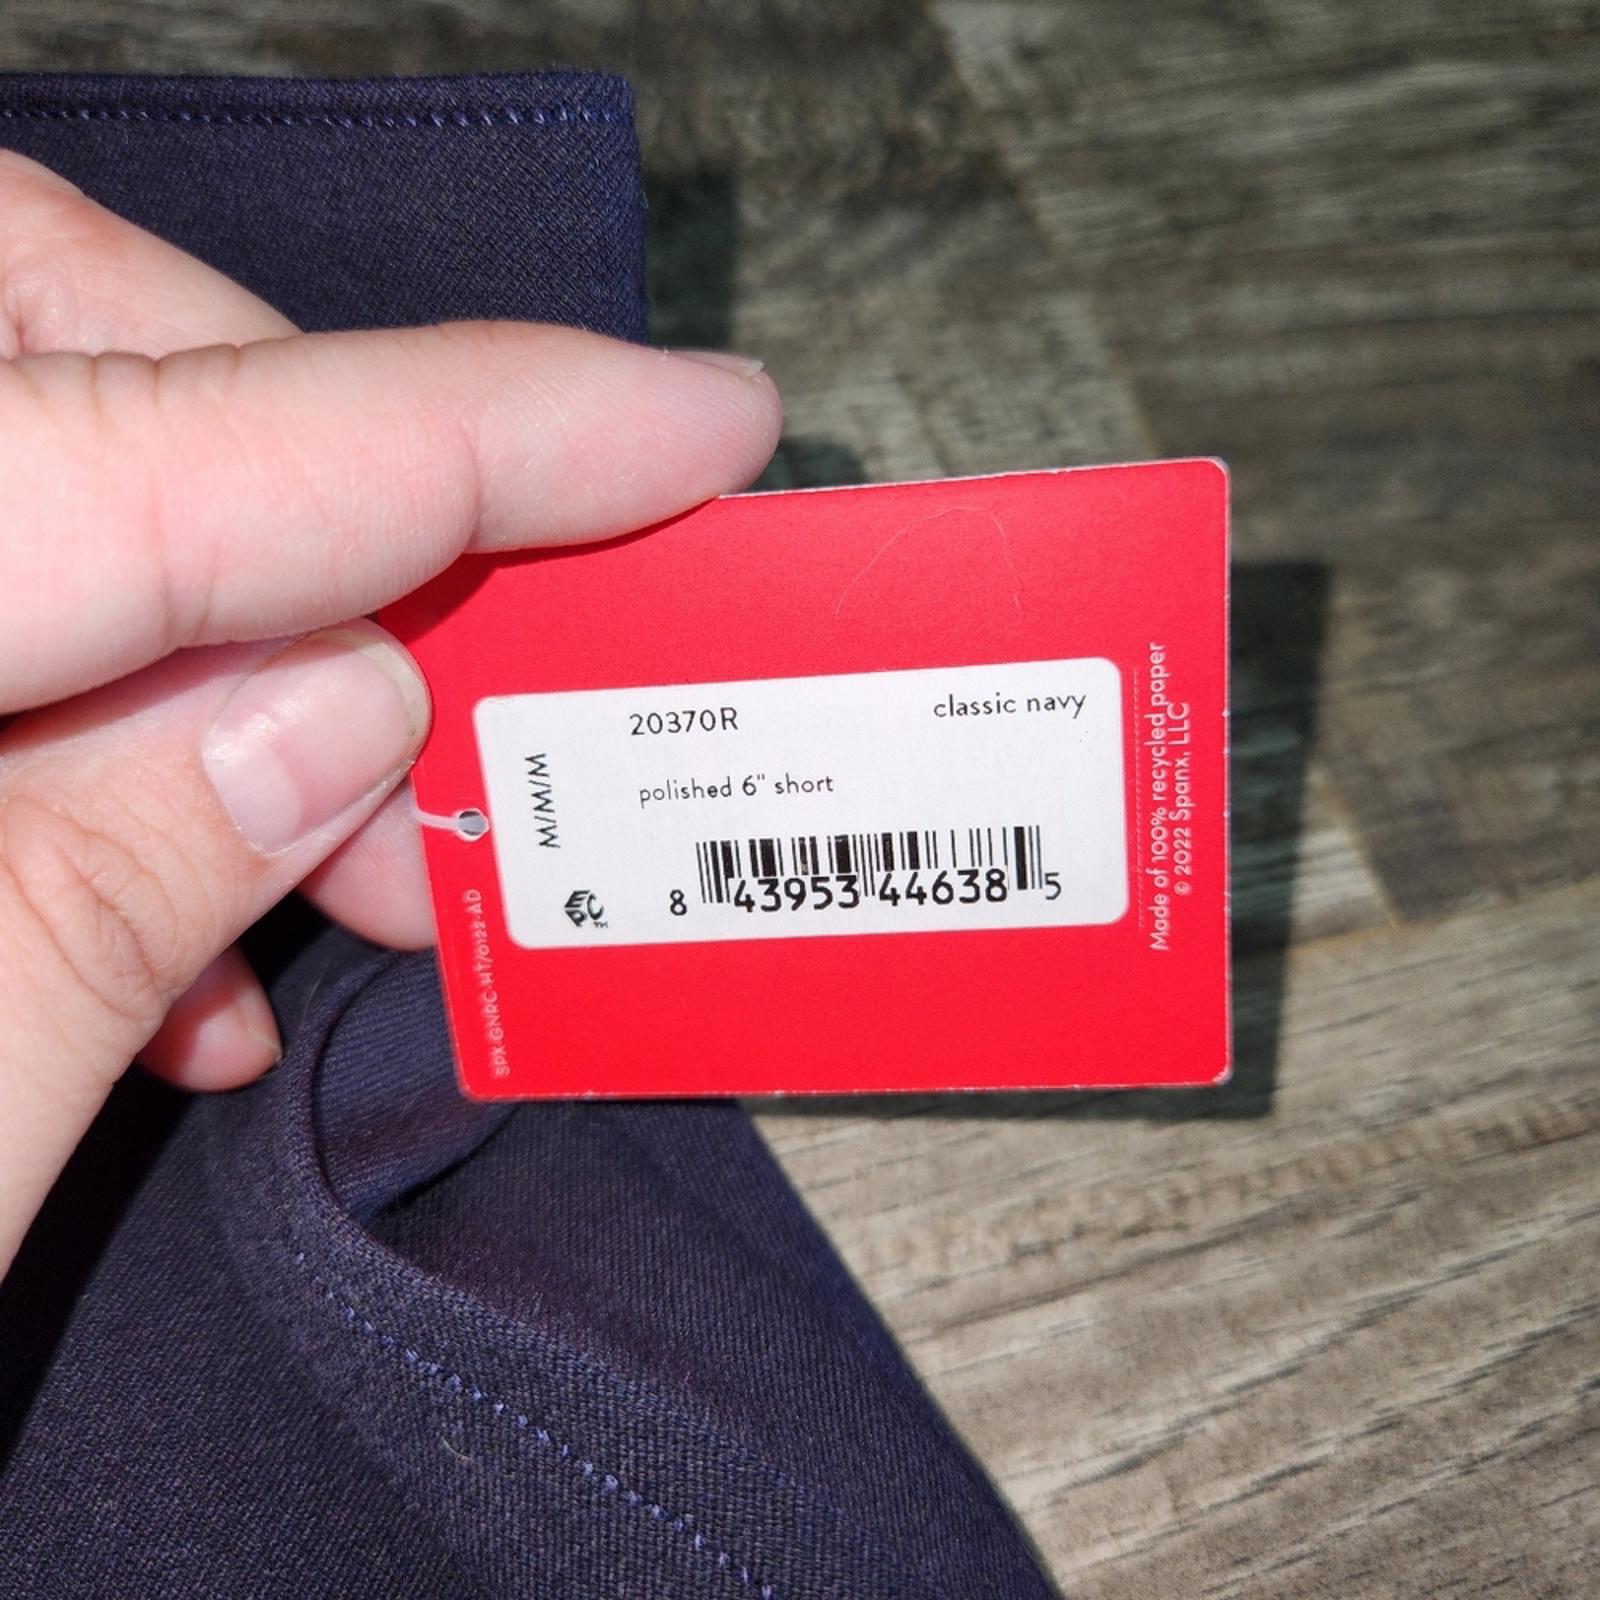 20370R
classic navy
polished 6" short
M/M/M
8 43953 44638 5
EPC™
Made of 100% recycled paper
© 2022 Spanx, LLC
SPX-GNRC-HT/0122-AD